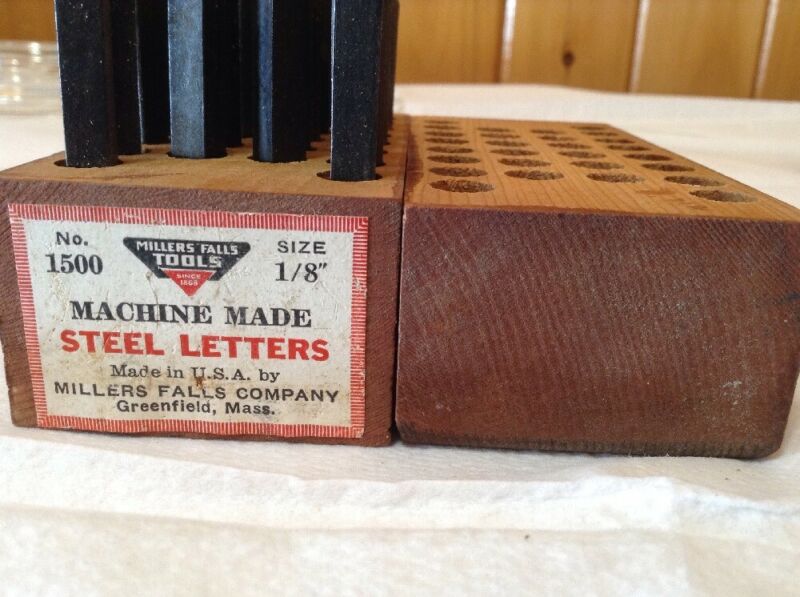 No. 1500
MILLERS FALLS
TOOLS
SINCE
1868
SIZE 1/8"
MACHINE MADE
STEEL LETTERS
Made in U.S.A. by
MILLERS FALLS COMPANY
Greenfield, Mass.